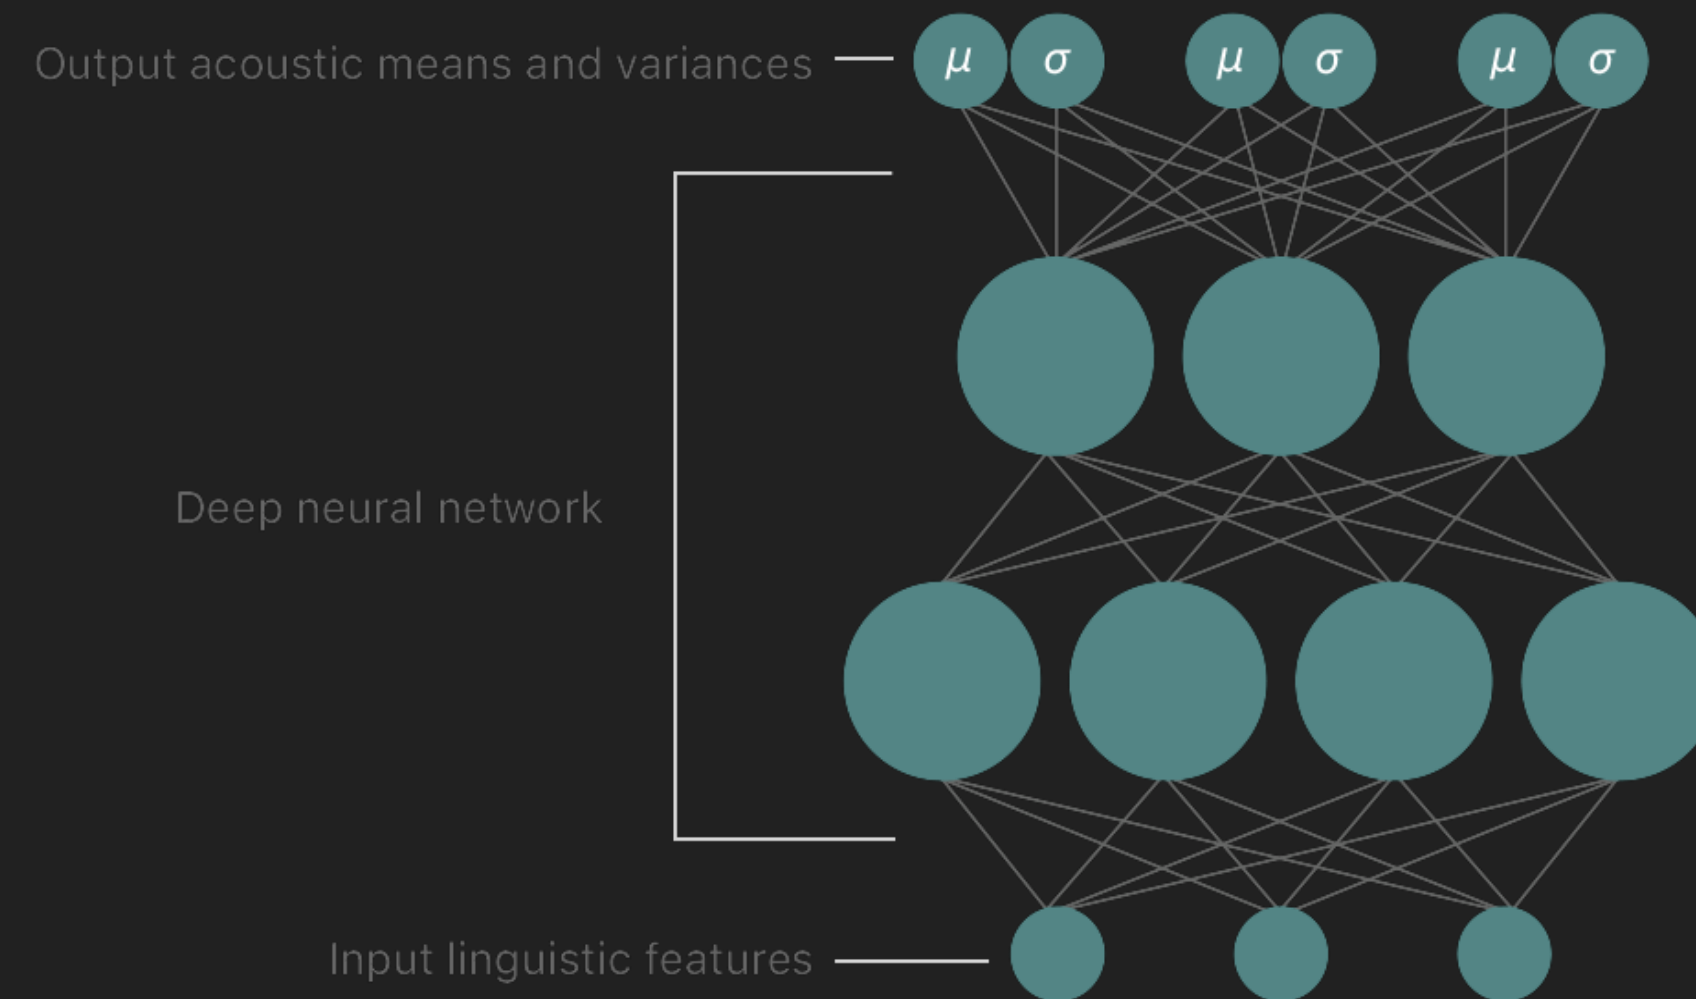 Output acoustic means and variances μ σ μ σ μ σ
Deep neural network
Input linguistic features